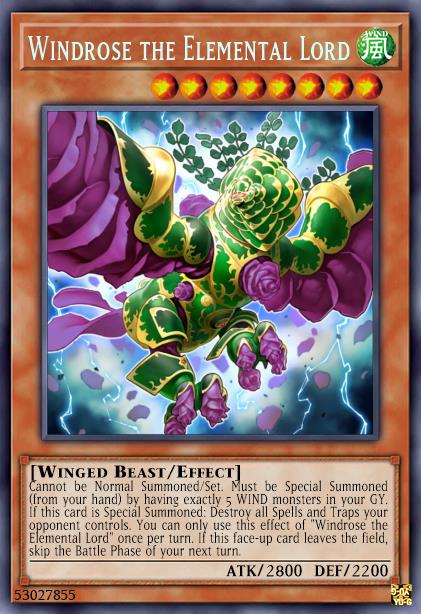 Windrose the Elemental Lord
WIND
風
[Winged Beast/Effect]
Cannot be Normal Summoned/Set. Must be Special Summoned
(from your hand) by having exactly 5 WIND monsters in your GY.
If this card is Special Summoned: Destroy all Spells and Traps your
opponent controls. You can only use this effect of "Windrose the
Elemental Lord" once per turn. If this face-up card leaves the field,
skip the Battle Phase of your next turn.
ATK/2800 DEF/2200
53027855